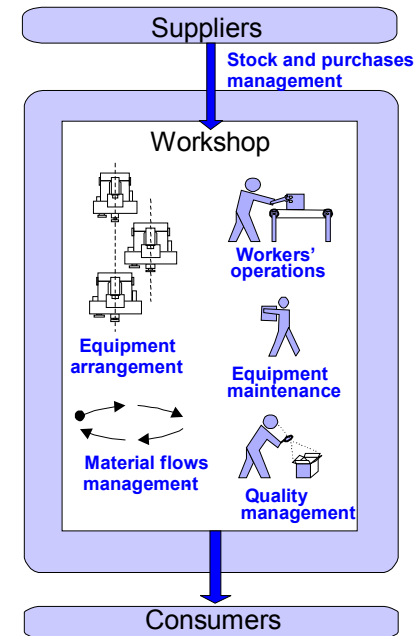 Suppliers
Stock and purchases
management
Workshop
Workers'
operations
Equipment
arrangement
Equipment
maintenance
Material flows
management
Quality
management
Consumers